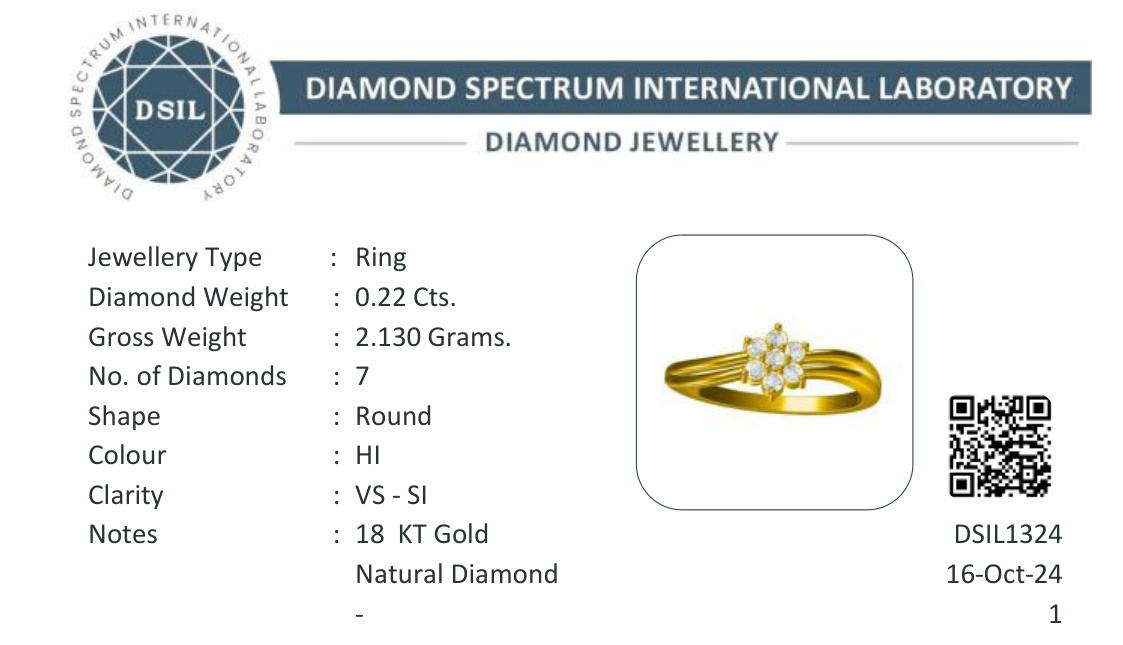 DIAMOND SPECTRUM INTERNATIONAL LABORATORY
DSIL
DIAMOND SPECTRUM INTERNATIONAL LABORATORY
DIAMOND JEWELLERY
Jewellery Type : Ring
Diamond Weight : 0.22 Cts.
Gross Weight : 2.130 Grams.
No. of Diamonds : 7
Shape : Round
Colour : HI
Clarity : VS - SI
Notes : 18 KT Gold
Natural Diamond
-
DSIL1324
16-Oct-24
1